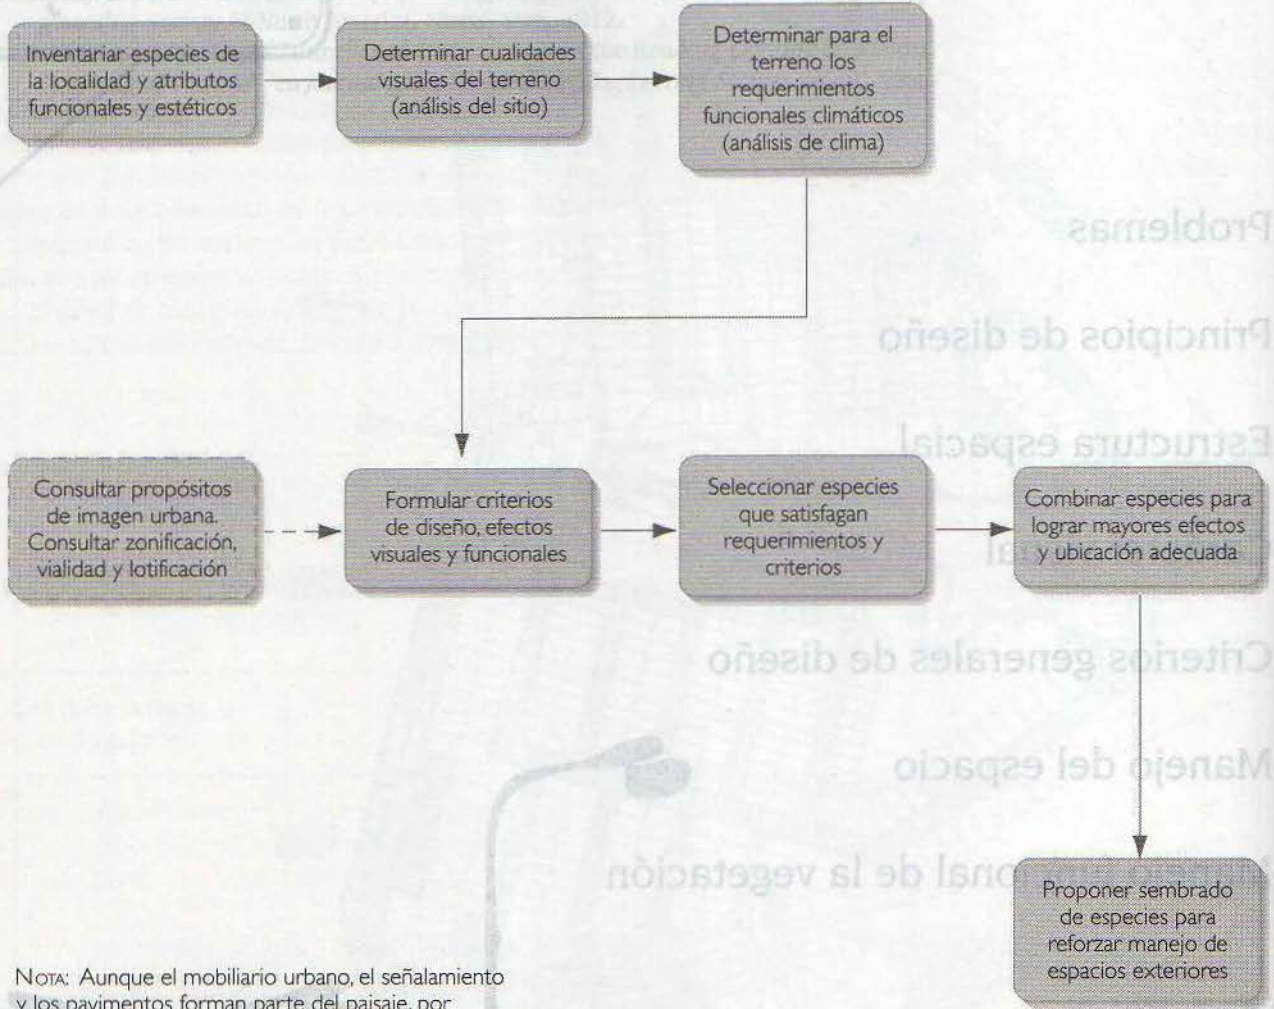 Inventariar especies de
la localidad y atributos
funcionales y estéticos
Determinar cualidades
visuales del terreno
(análisis del sitio)
Determinar para el
terreno los
requerimientos
funcionales climáticos
(análisis de clima)
Problemas
Principios de diseño
Estructura espacial
Consultar propósitos
de imagen urbana.
Consultar zonificación,
vialidad y lotificación
Formular criterios
de diseño, efectos
visuales y funcionales
Seleccionar especies
que satisfagan
requerimientos y
criterios
Combinar especies para
lograr mayores efectos
y ubicación adecuada
Criterios generales de diseño
Manejo del espacio
de la vegetación
Proponer sembrado
de especies para
reforzar manejo de
espacios exteriores
NOTA: Aunque el mobiliario urbano, el señalamiento
y los pavimentos forman parte del paisaje, por